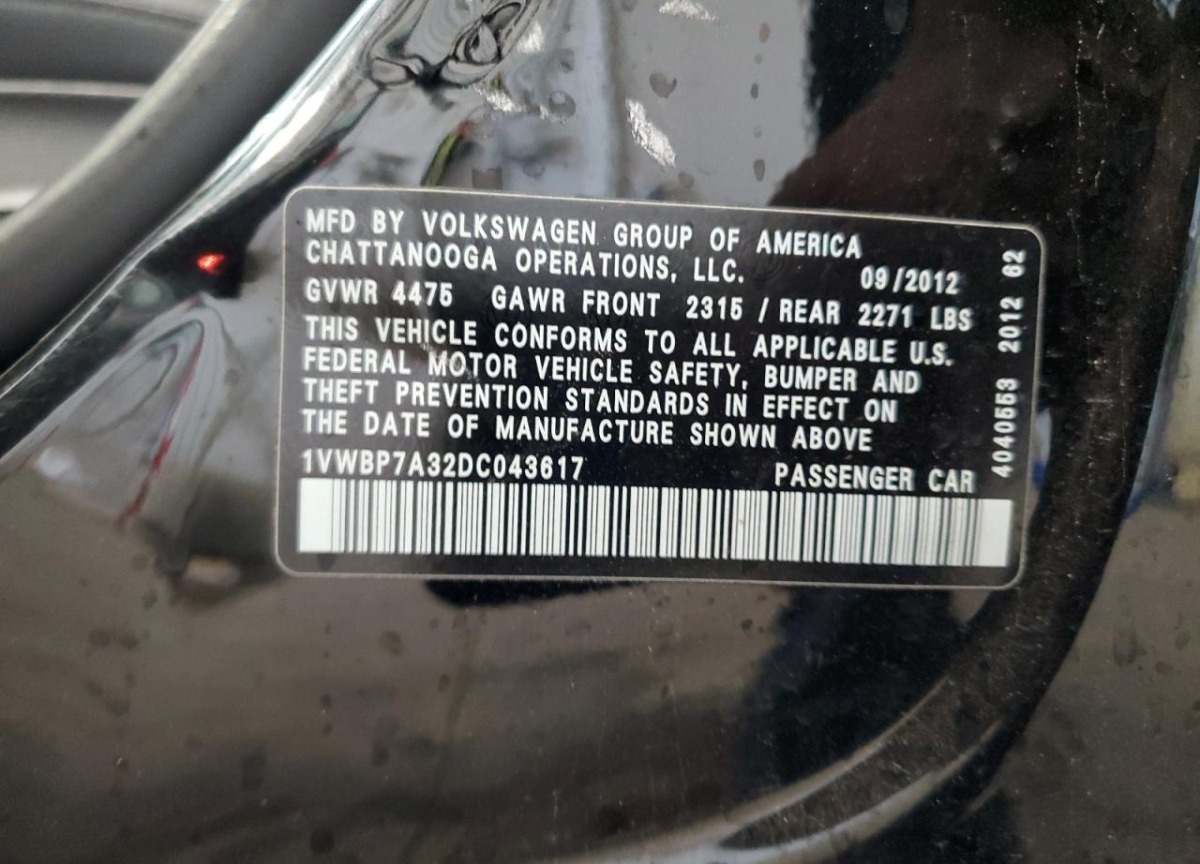 MFD BY VOLKSWAGEN GROUP OF AMERICA
CHATTANOOGA OPERATIONS, LLC. 09/2012
GVWR 4475 GAWR FRONT 2315 / REAR 2271 LBS
THIS VEHICLE CONFORMS TO ALL APPLICABLE U.S.
FEDERAL MOTOR VEHICLE SAFETY, BUMPER AND
THEFT PREVENTION STANDARDS IN EFFECT ON
THE DATE OF MANUFACTURE SHOWN ABOVE
1VWBP7A32DC043617 PASSENGER CAR
4040553 2012 62